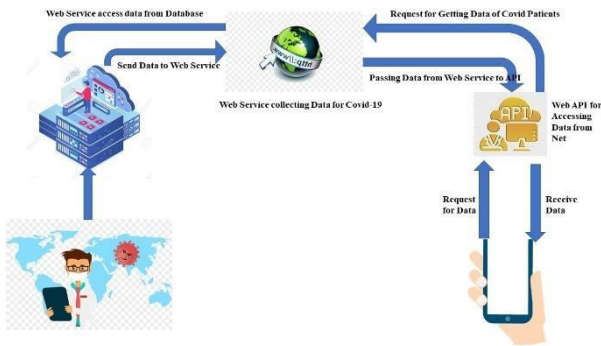 Web Service access data from Database
Request for Getting Data of Covid Patients
Send Data to Web Service
Passing Data from Web Service to API
Web Service collecting Data for Covid-19
API
Web API for
Accessing
Data from
Net
Request
for Data
Receive
Data